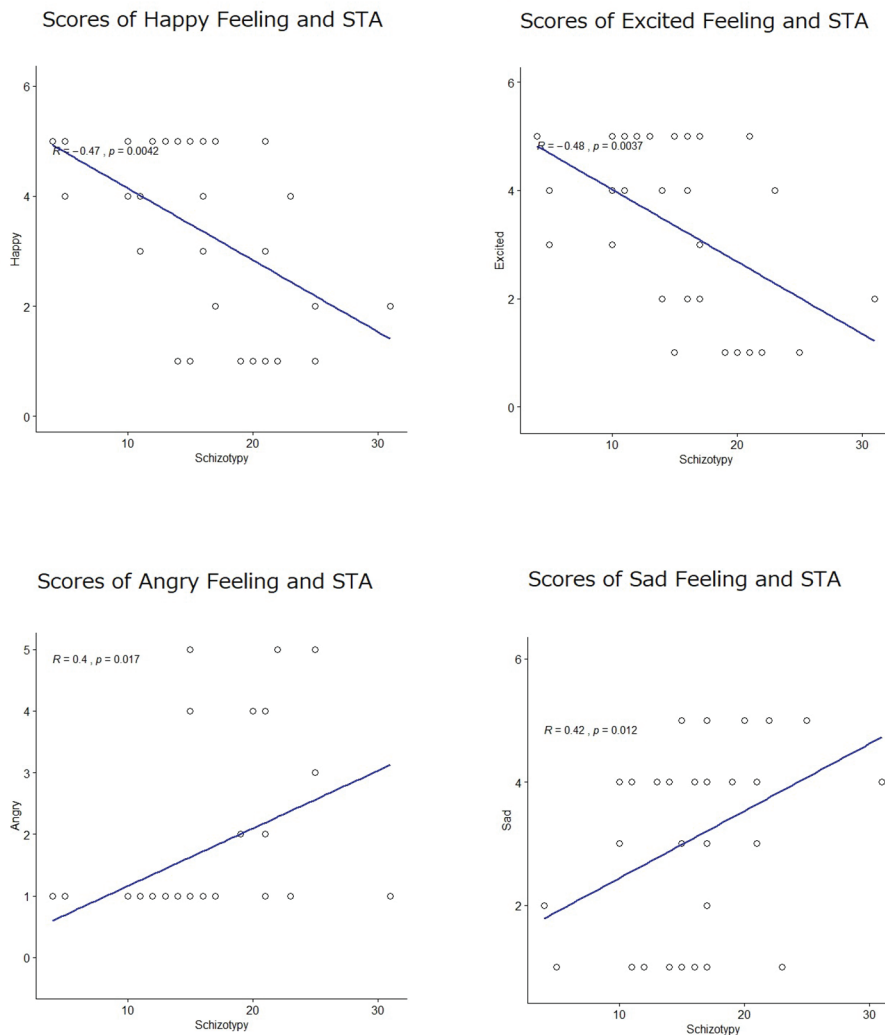 Scores of Happy Feeling and STA
6
4
2
0
Happy
R = −0.47 , p = 0.0042
10 20 30
Schizotypy
Scores of Excited Feeling and STA
6
4
2
0
Excited
R = −0.48 , p = 0.0037
10 20 30
Schizotypy
Scores of Angry Feeling and STA
5
4
3
2
1
0
Angry
R = 0.4 , p = 0.017
10 20 30
Schizotypy
Scores of Sad Feeling and STA
6
4
2
Sad
R = 0.42 , p = 0.012
10 20 30
Schizotypy